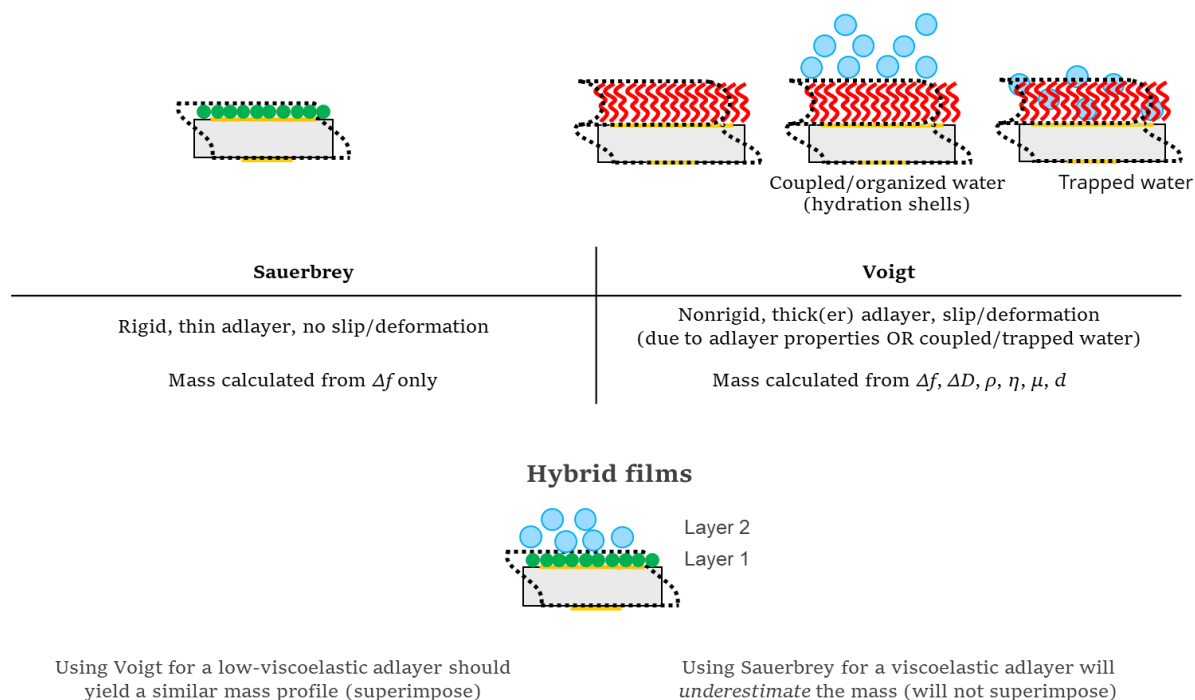 Coupled/organized water
(hydration shells)
Trapped water
Sauerbrey
Voigt
Rigid, thin adlayer, no slip/deformation
Nonrigid, thick(er) adlayer, slip/deformation
(due to adlayer properties OR coupled/trapped water)
Mass calculated from Δf only
Mass calculated from Δf, ΔD, ρ, η, μ, d
Hybrid films
Layer 2
Layer 1
Using Voigt for a low-viscoelastic adlayer should
yield a similar mass profile (superimpose)
Using Sauerbrey for a viscoelastic adlayer will
underestimate the mass (will not superimpose)